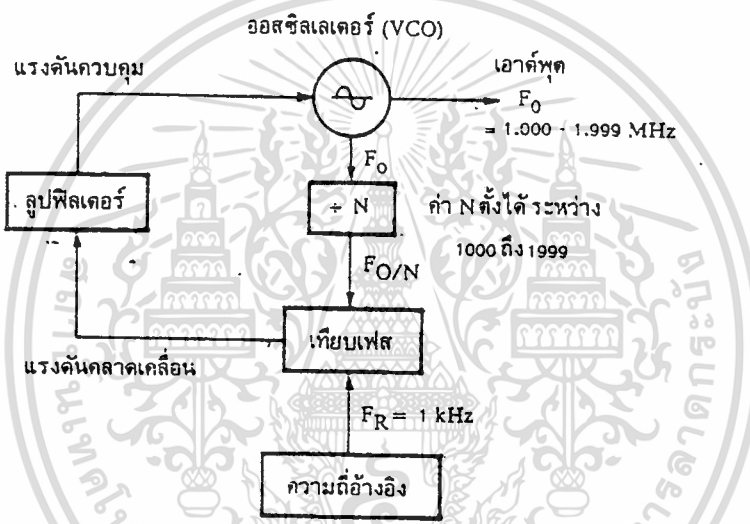 ออสซิลเลเตอร์ (VCO)
แรงดันควบคุม
เอาต์พุต
F₀
= 1.000 - 1.999 MHz
F₀
ลูปฟิลเตอร์
÷ N
ค่า N ตั้งได้ ระหว่าง
1000 ถึง 1999
F_O/N
เทียบเฟส
แรงดันคลาดเคลื่อน
F_R = 1 kHz
ความถี่อ้างอิง